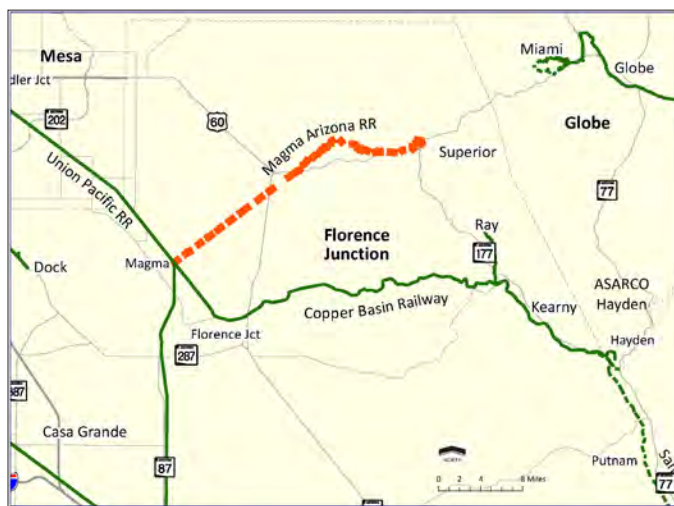 Mesa
dler Jct
202
60
Union Pacific RR
Magma Arizona RR
Miami
Globe
Globe
Superior
77
Florence
Junction
Ray
177
Dock
Magma
Copper Basin Railway
Kearny
ASARCO
Hayden
Hayden
Florence Jct
287
87
Casa Grande
87
NORTH
0 2 4 8 Miles
Putnam
77